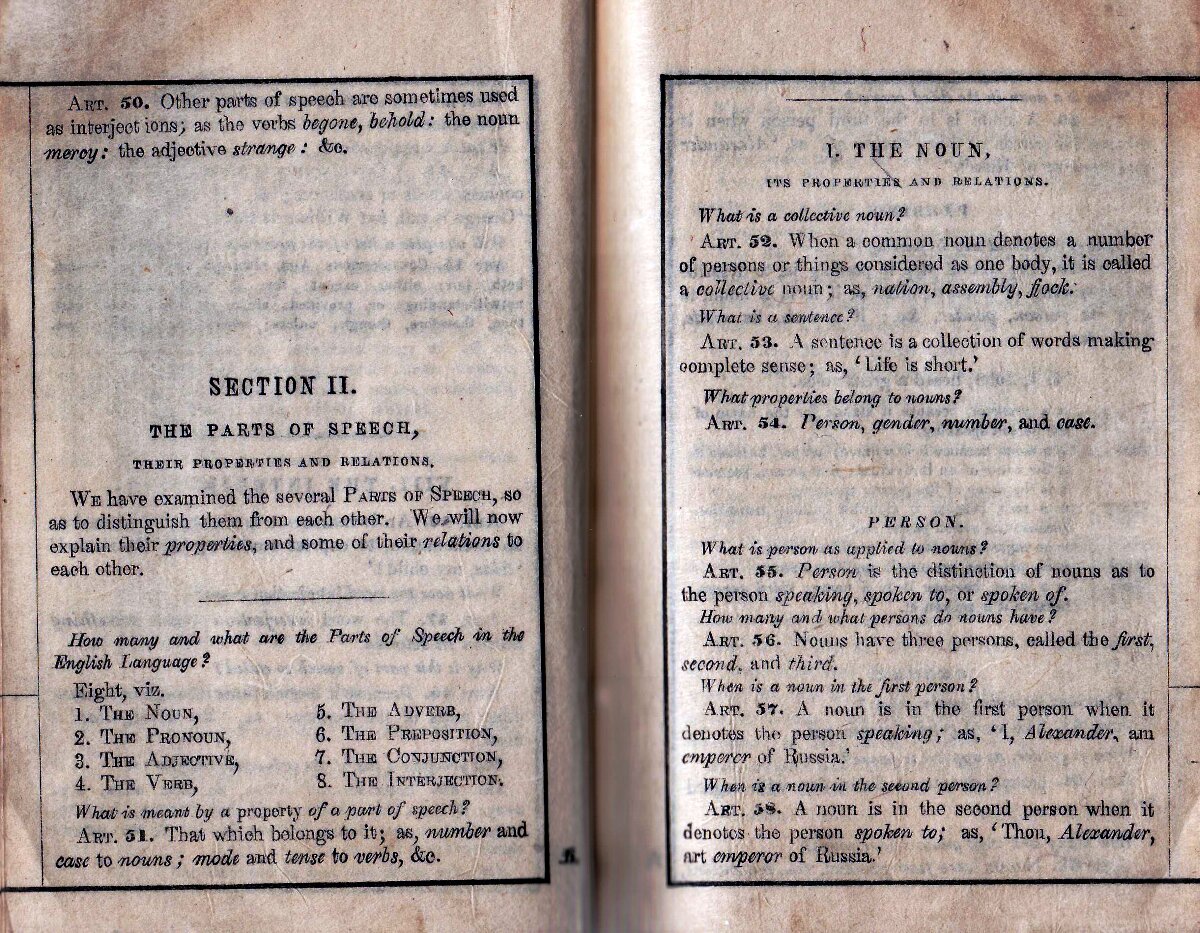 ART. 50. Other parts of speech are sometimes used
as interjections; as the verbs begone, behold: the noun
mercy: the adjective strange: &c.
SECTION II.
THE PARTS OF SPEECH,
THEIR PROPERTIES AND RELATIONS.
WE have examined the several PARTS OF SPEECH, so
as to distinguish them from each other. We will now
explain their properties, and some of their relations to
each other.
How many and what are the Parts of Speech in the
English Language?
Eight, viz.
1. THE NOUN,
2. THE PRONOUN,
3. THE ADJECTIVE,
4. THE VERB,
5. THE ADVERB,
6. THE PREPOSITION,
7. THE CONJUNCTION,
8. THE INTERJECTION.
What is meant by a property of a part of speech?
ART. 51. That which belongs to it; as, number and
case to nouns; mode and tense to verbs, &c.
I. THE NOUN,
ITS PROPERTIES AND RELATIONS.
What is a collective noun?
ART. 52. When a common noun denotes a number
of persons or things considered as one body, it is called
a collective noun; as, nation, assembly, flock.
What is a sentence?
ART. 53. A sentence is a collection of words making
complete sense; as, 'Life is short.'
What properties belong to nouns?
ART. 54. Person, gender, number, and case.
PERSON.
What is person as applied to nouns?
ART. 55. Person is the distinction of nouns as to
the person speaking, spoken to, or spoken of.
How many and what persons do nouns have?
ART. 56. Nouns have three persons, called the first,
second, and third.
When is a noun in the first person?
ART. 57. A noun is in the first person when it
denotes the person speaking; as, 'I, Alexander, am
emperor of Russia.'
When is a noun in the second person?
ART. 58. A noun is in the second person when it
denotes the person spoken to; as, 'Thou, Alexander,
art emperor of Russia.'